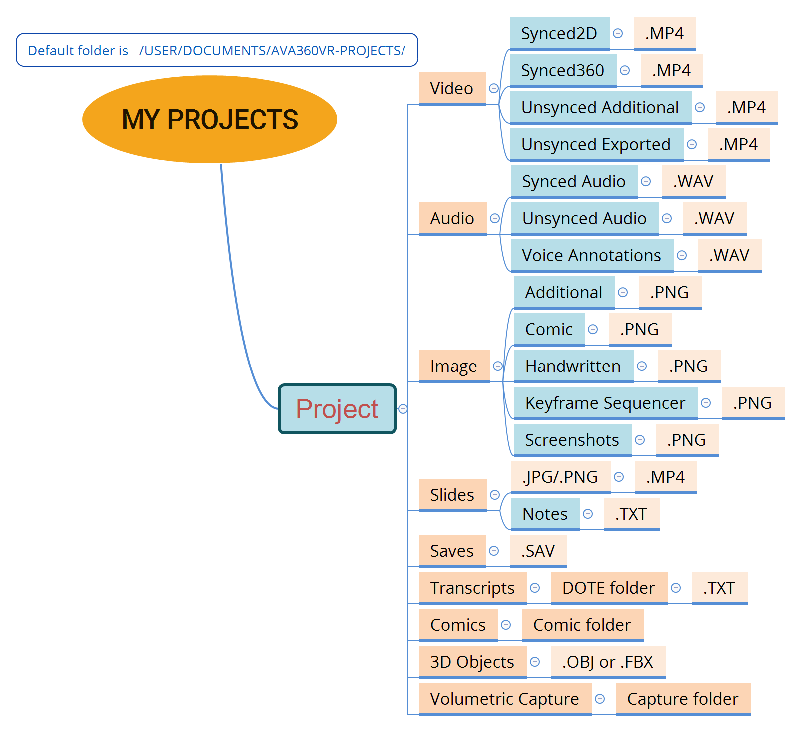 Default folder is /USER/DOCUMENTS/AVA360VR-PROJECTS/
MY PROJECTS
Project
Video
Synced2D .MP4
Synced360 .MP4
Unsynced Additional .MP4
Unsynced Exported .MP4
Audio
Synced Audio .WAV
Unsynced Audio .WAV
Voice Annotations .WAV
Image
Additional .PNG
Comic .PNG
Handwritten .PNG
Keyframe Sequencer .PNG
Screenshots .PNG
Slides
.JPG/.PNG .MP4
Notes .TXT
Saves .SAV
Transcripts DOTE folder .TXT
Comics Comic folder
3D Objects .OBJ or .FBX
Volumetric Capture Capture folder